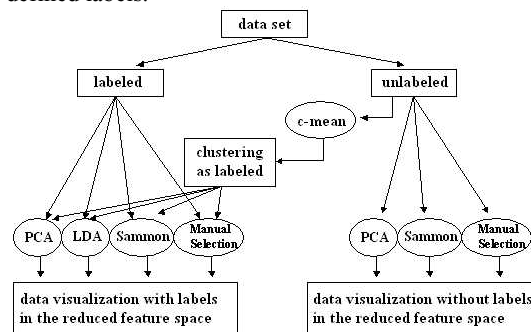 defined labels.
data set
labeled
unlabeled
c-mean
clustering
as labeled
PCA
LDA
Sammon
Manual
Selection
PCA
Sammon
Manual
Selection
data visualization with labels
in the reduced feature space
data visualization without labels
in the reduced feature space